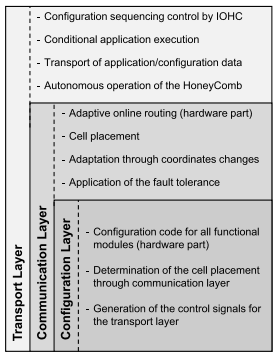 - Configuration sequencing control by IOHC
- Conditional application execution
- Transport of application/configuration data
- Autonomous operation of the HoneyComb
- Adaptive online routing (hardware part)
- Cell placement
- Adaptation through coordinates changes
- Application of the fault tolerance
- Configuration code for all functional
modules (hardware part)
- Determination of the cell placement
through communication layer
- Generation of the control signals for
the transport layer
Transport Layer
Communication Layer
Configuration Layer